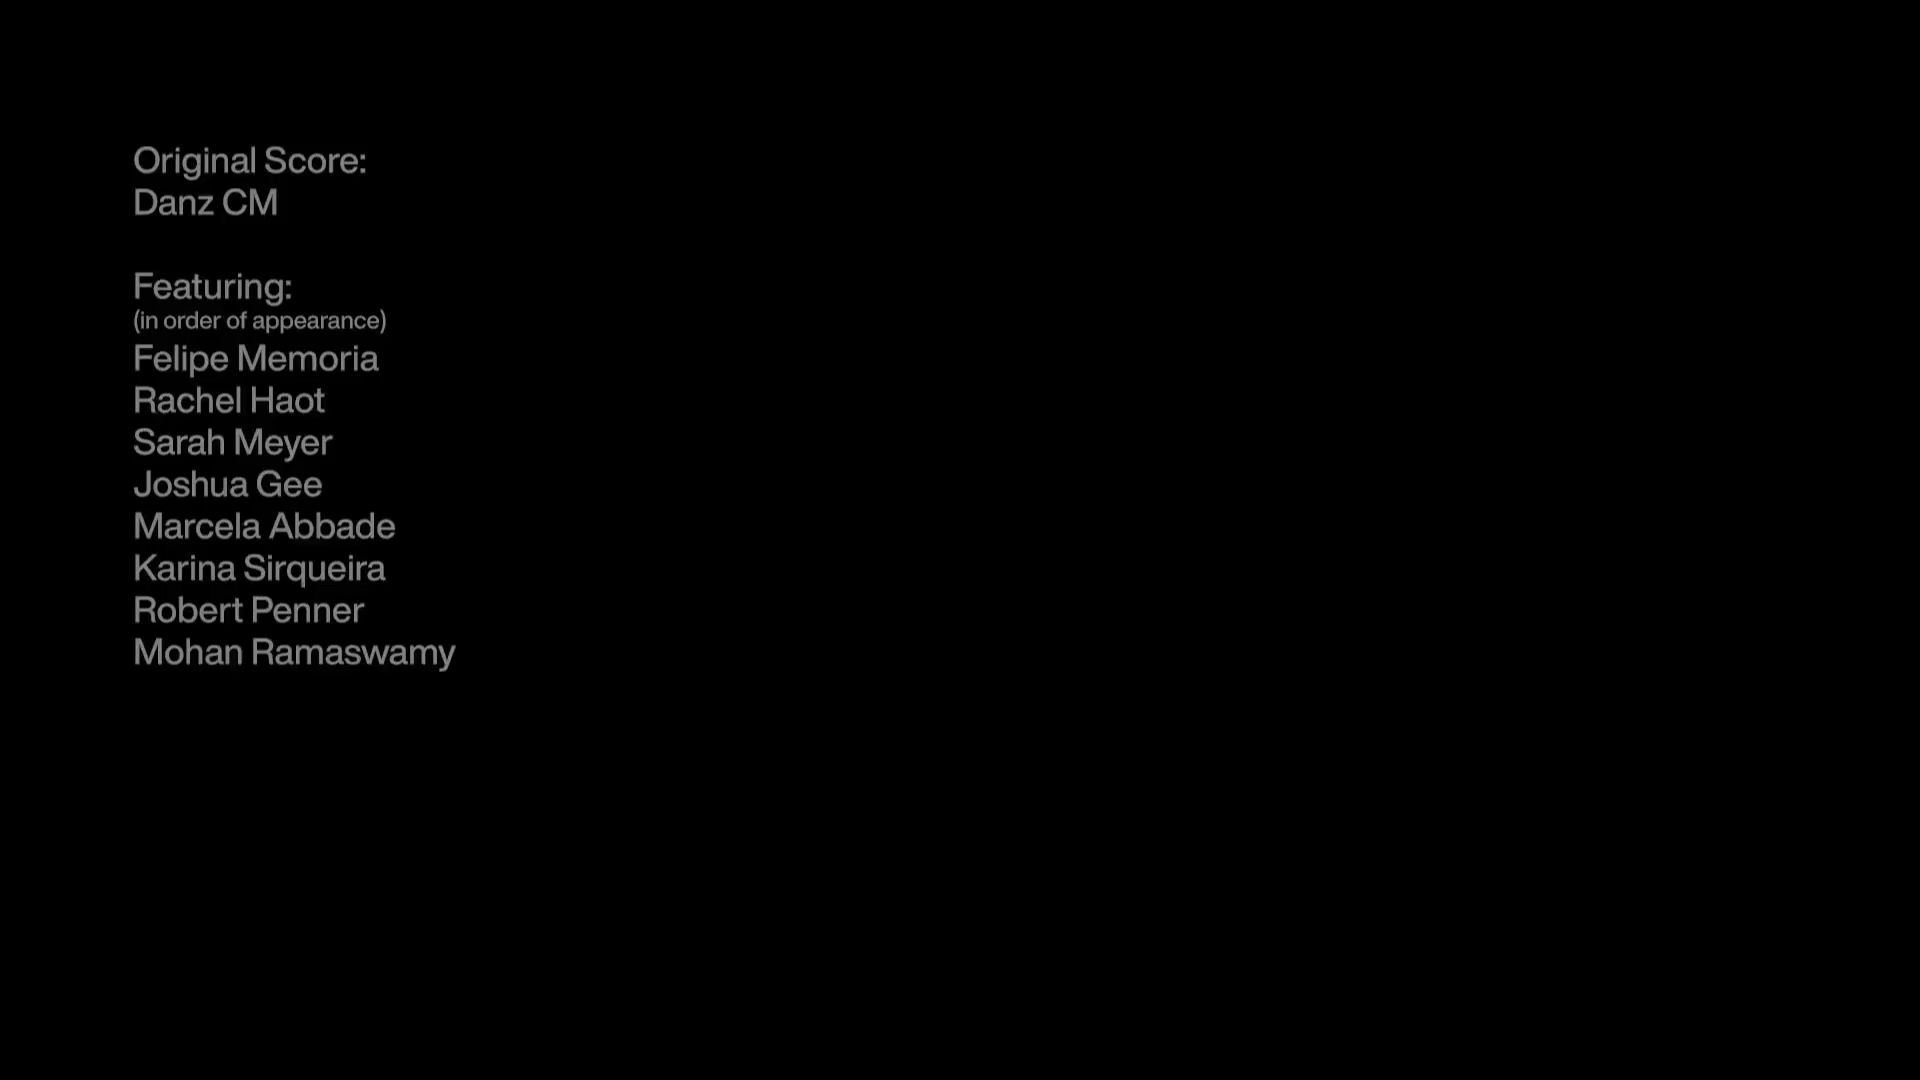 Original Score:
Danz CM
Featuring:
(in order of appearance)
Felipe Memoria
Rachel Haot
Sarah Meyer
Joshua Gee
Marcela Abbade
Karina Sirqueira
Robert Penner
Mohan Ramaswamy